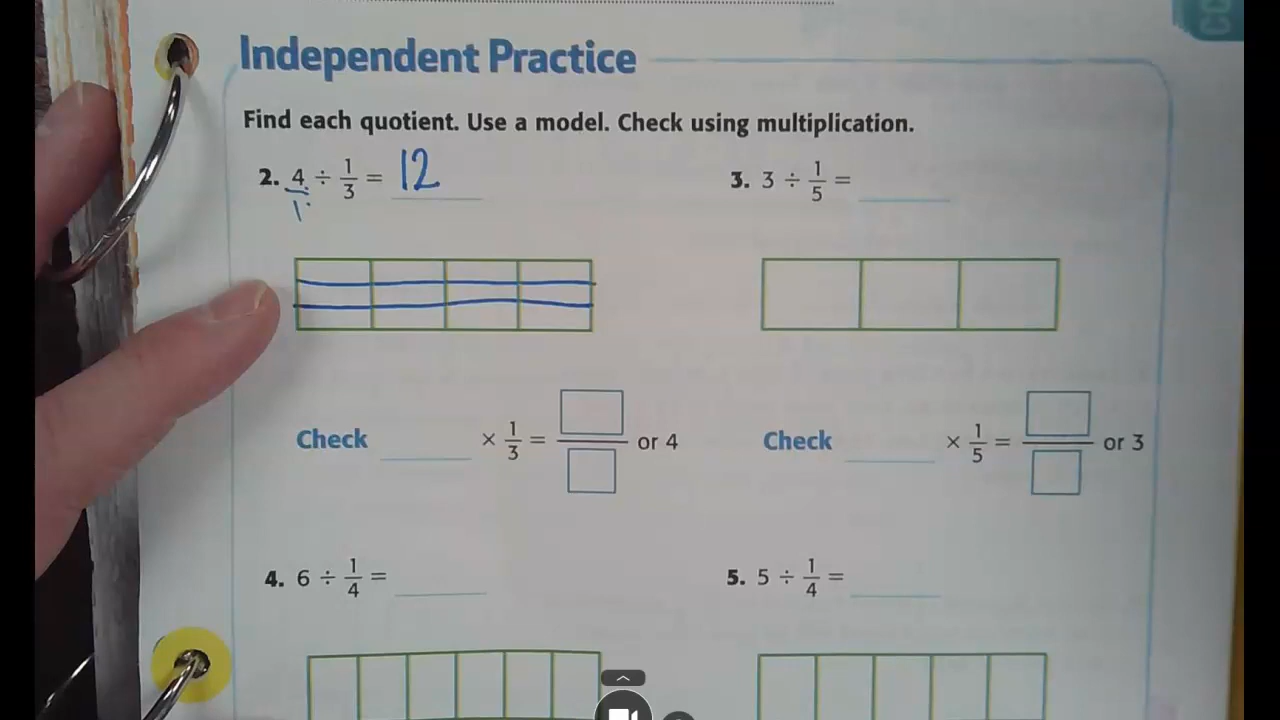 CO
Independent Practice
Find each quotient. Use a model. Check using multiplication.
2. 4 ÷ 1/3 = 12
1
3. 3 ÷ 1/5 =
Check × 1/3 = or 4
Check × 1/5 = or 3
4. 6 ÷ 1/4 =
5. 5 ÷ 1/4 =